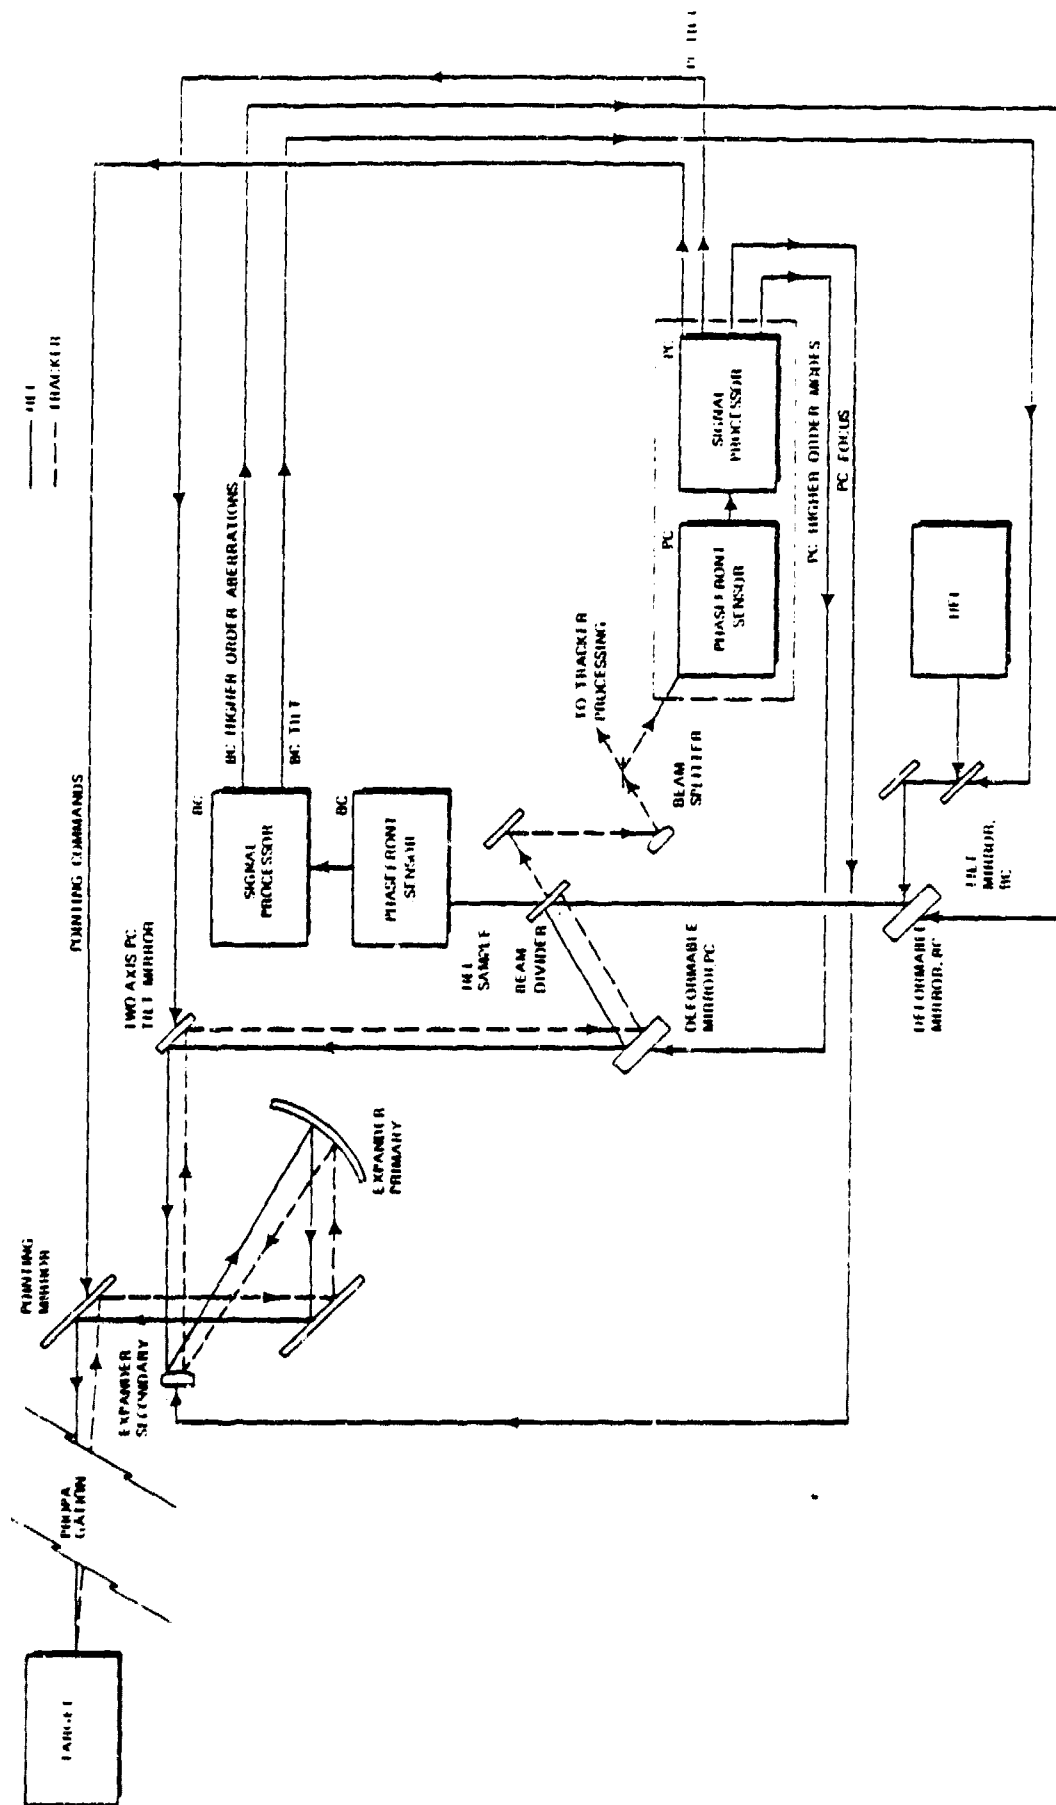 HEL
TRACKER
POINTING COMMANDS
BC HIGHER ORDER ABERRATIONS
BC TILT
BC
SIGNAL
PROCESSOR
BC
PHASEFRONT
SENSOR
TWO AXIS PC
TILT MIRROR
POINTING
MIRROR
EXPANDER
SECONDARY
EXPANDER
PRIMARY
PROPA
GATION
TARGET
HEL
SAMPLE
BEAM
DIVIDER
DEFORMABLE
MIRROR, PC
BEAM
SPLITTER
TO TRACKER
PROCESSING
PC
PHASEFRONT
SENSOR
PC
SIGNAL
PROCESSOR
PC HIGHER ORDER MODES
PC FOCUS
HEL
MIRROR,
BC
DEFORMABLE
MIRROR, BC
HEL